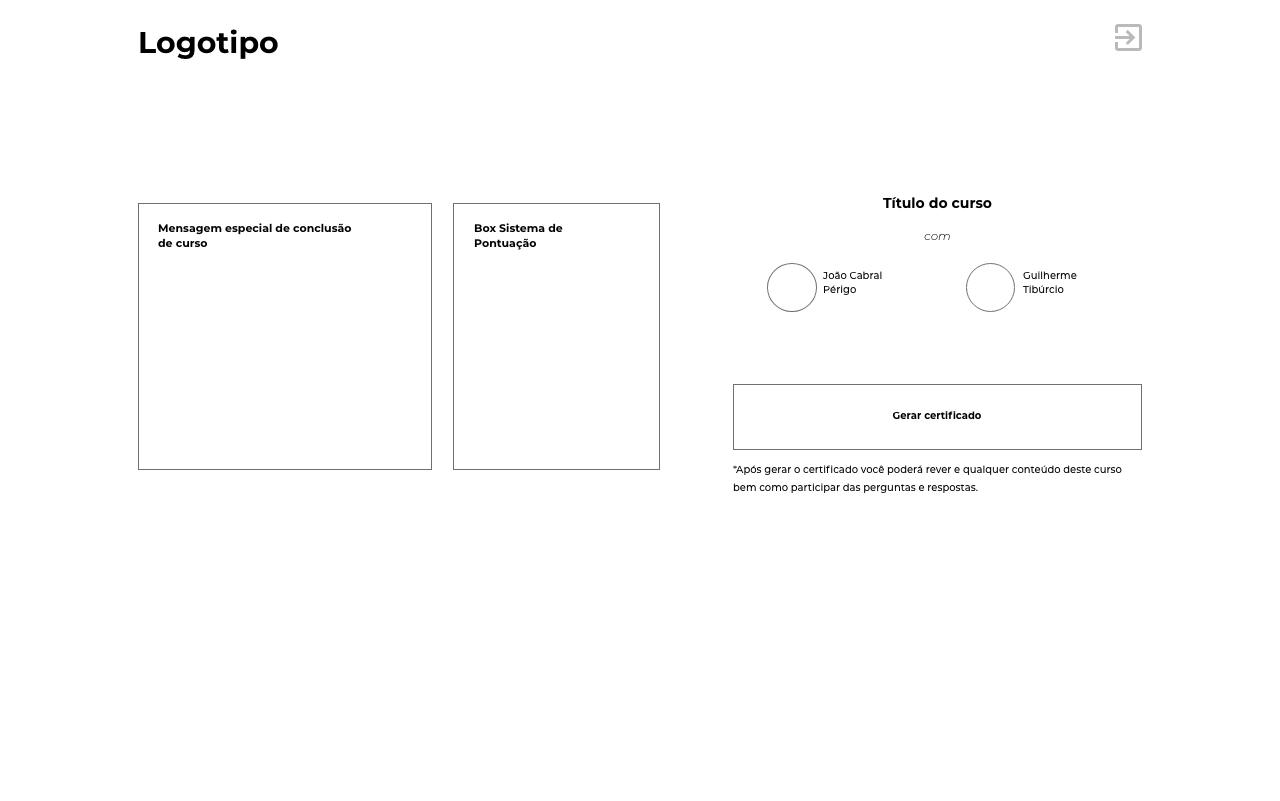 Logotipo
Mensagem especial de conclusão
de curso
Box Sistema de
Pontuação
Título do curso
com
João Cabral
Périgo
Guilherme
Tibúrcio
Gerar certificado
*Após gerar o certificado você poderá rever e qualquer conteúdo deste curso
bem como participar das perguntas e respostas.